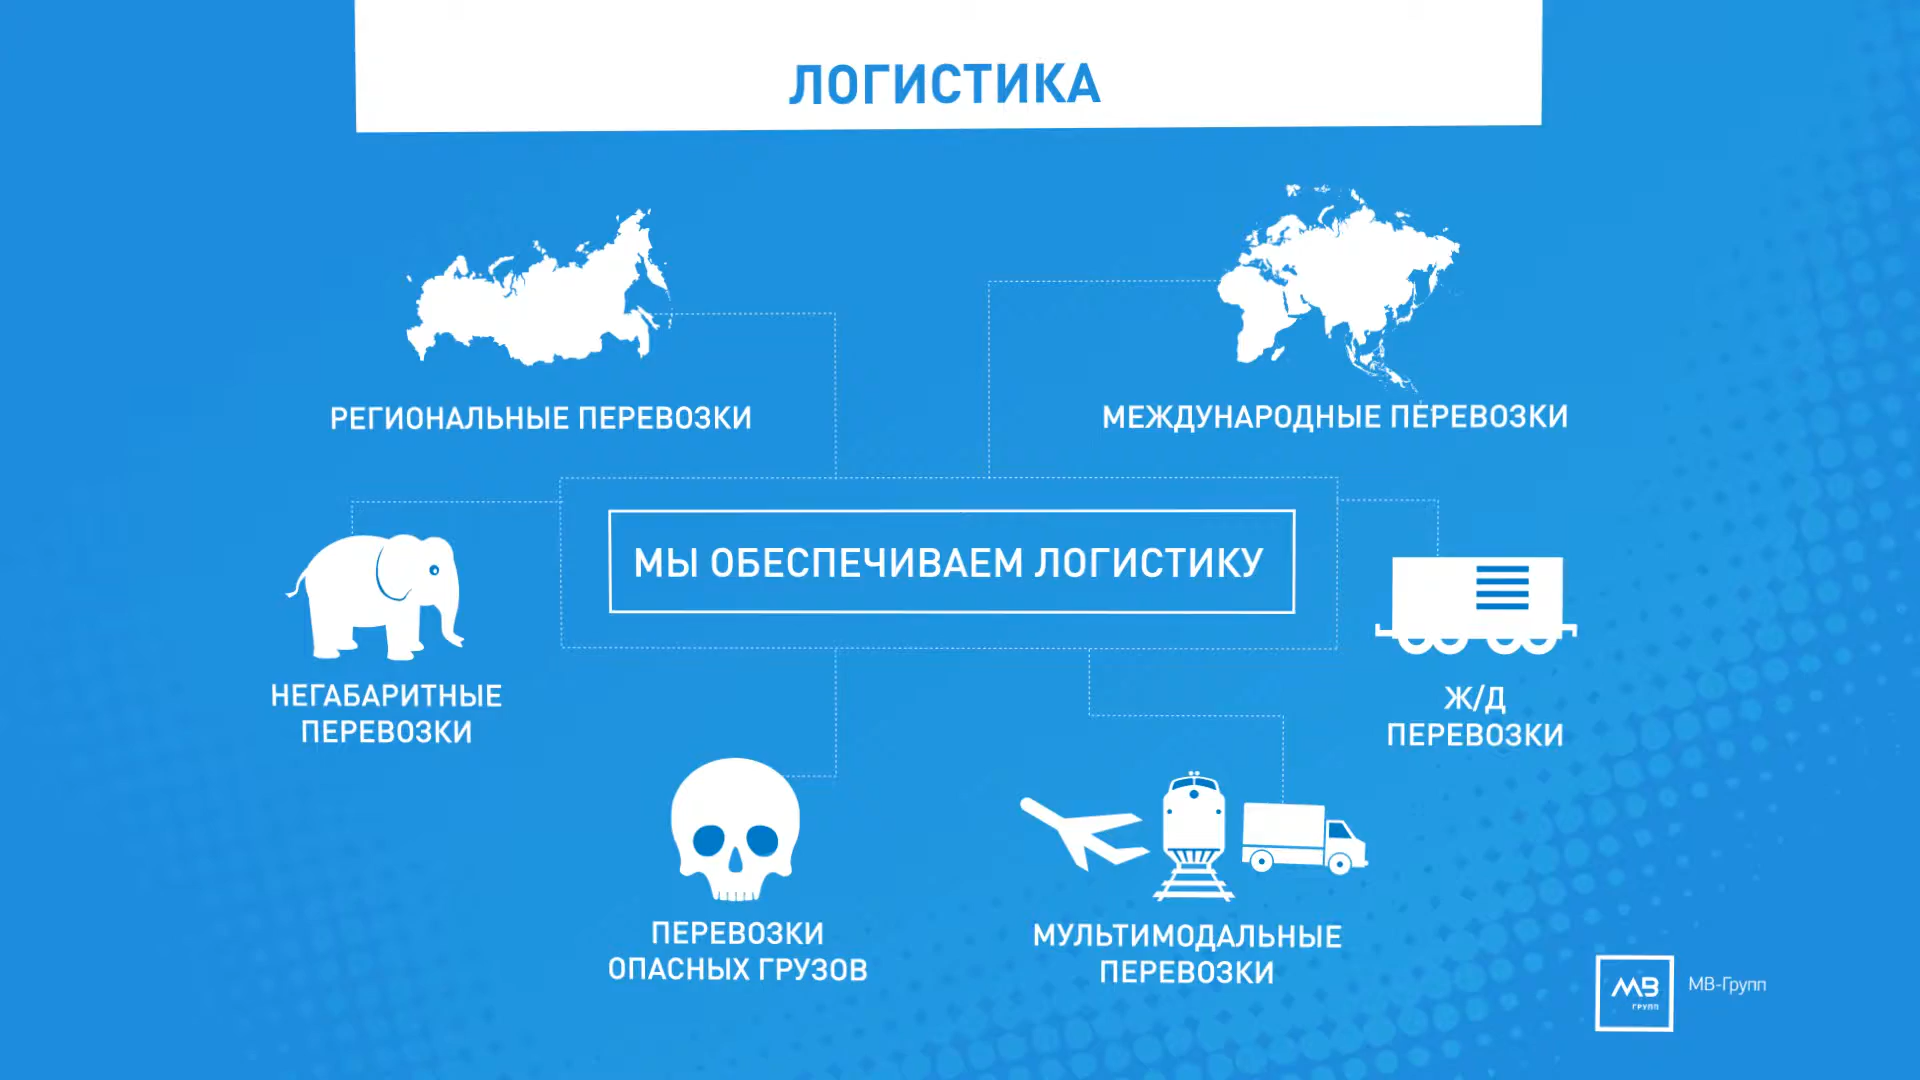 ЛОГИСТИКА
РЕГИОНАЛЬНЫЕ ПЕРЕВОЗКИ
МЕЖДУНАРОДНЫЕ ПЕРЕВОЗКИ
МЫ ОБЕСПЕЧИВАЕМ ЛОГИСТИКУ
НЕГАБАРИТНЫЕ
ПЕРЕВОЗКИ
Ж/Д
ПЕРЕВОЗКИ
ПЕРЕВОЗКИ
ОПАСНЫХ ГРУЗОВ
МУЛЬТИМОДАЛЬНЫЕ
ПЕРЕВОЗКИ
МВ
ГРУПП
МВ-Групп